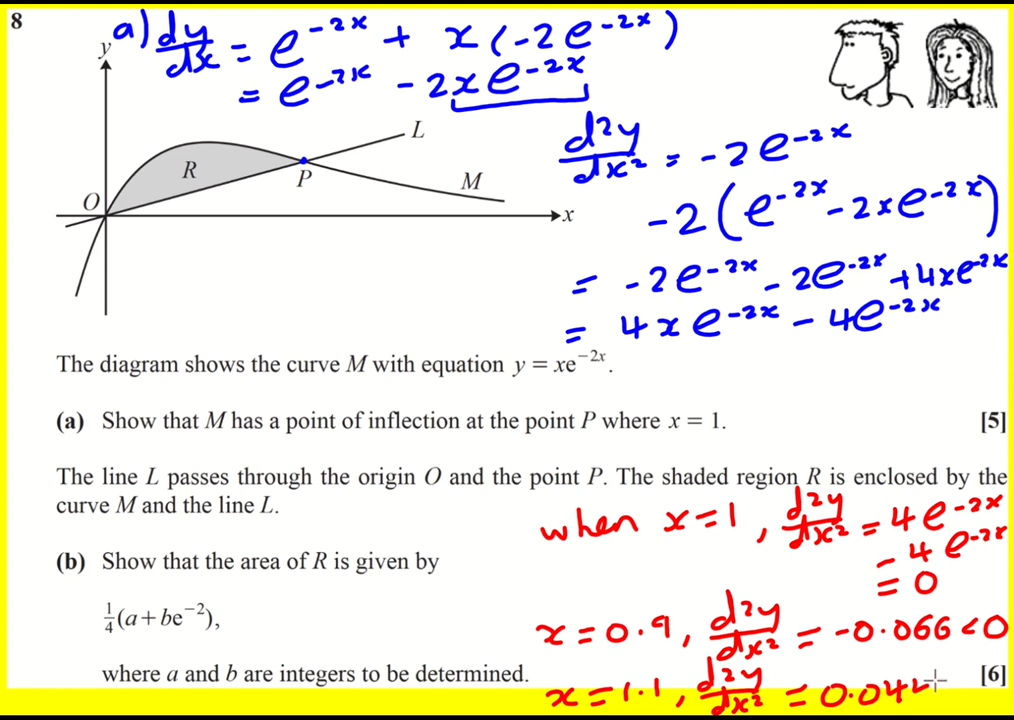 8
a) dy/dx = e^{-2x} + x(-2e^{-2x})
= e^{-2x} - 2xe^{-2x}
y
L
R
P
M
O
x
d²y/dx² = -2e^{-2x}
-2(e^{-2x} - 2xe^{-2x})
= -2e^{-2x} - 2e^{-2x} + 4xe^{-2x}
= 4xe^{-2x} - 4e^{-2x}
The diagram shows the curve M with equation y = xe^{-2x}.
(a) Show that M has a point of inflection at the point P where x = 1. [5]
The line L passes through the origin O and the point P. The shaded region R is enclosed by the
curve M and the line L.
when x=1, d²y/dx² = 4e^{-2x}
- 4e^{-2x}
= 0
(b) Show that the area of R is given by
¼(a+be^{-2}),
where a and b are integers to be determined. [6]
x=0.9, d²y/dx² = -0.066<0
x=1.1, d²y/dx² = 0.044